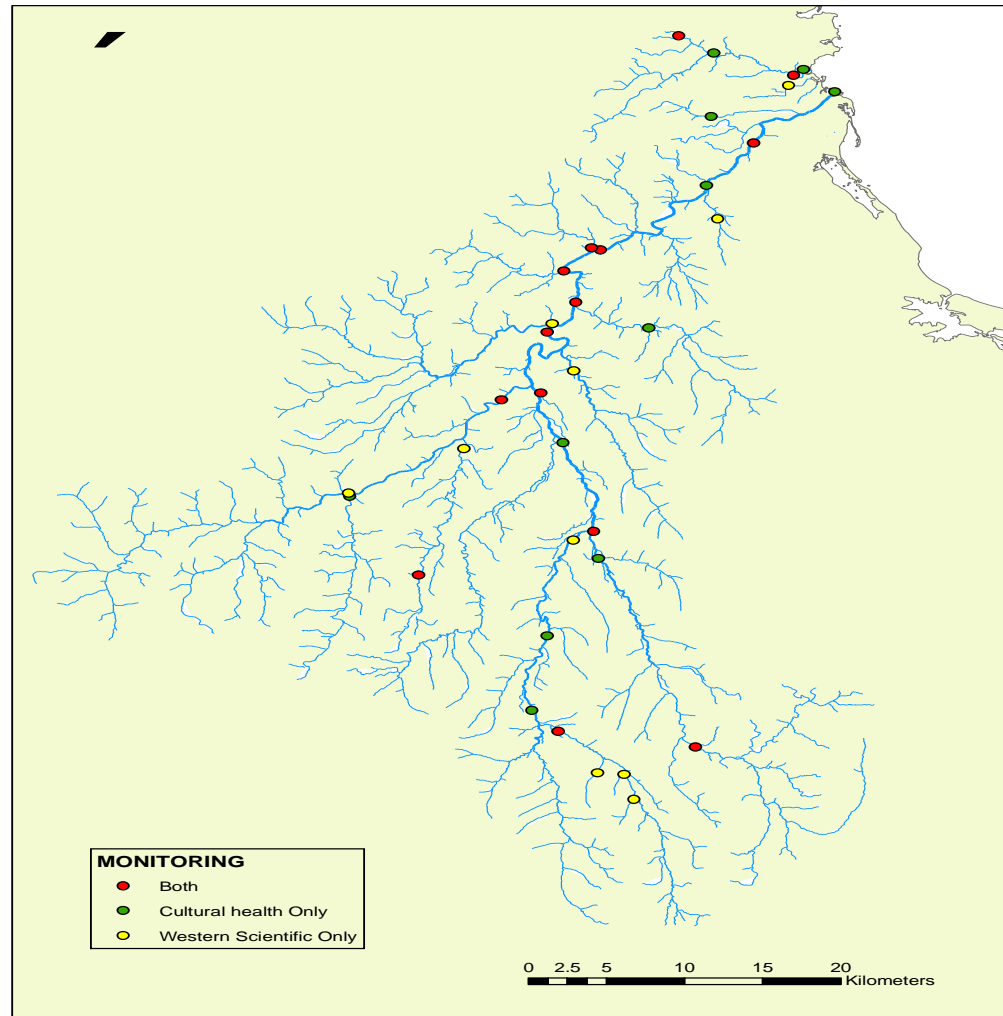 MONITORING
Both
Cultural health Only
Western Scientific Only
0 2.5 5 10 15 20
Kilometers